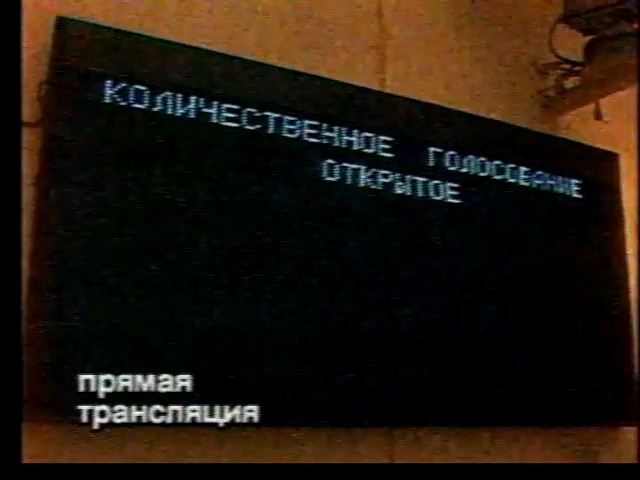 КОЛИЧЕСТВЕННОЕ ГОЛОСОВАНИЕ
ОТКРЫТОЕ
прямая
трансляция